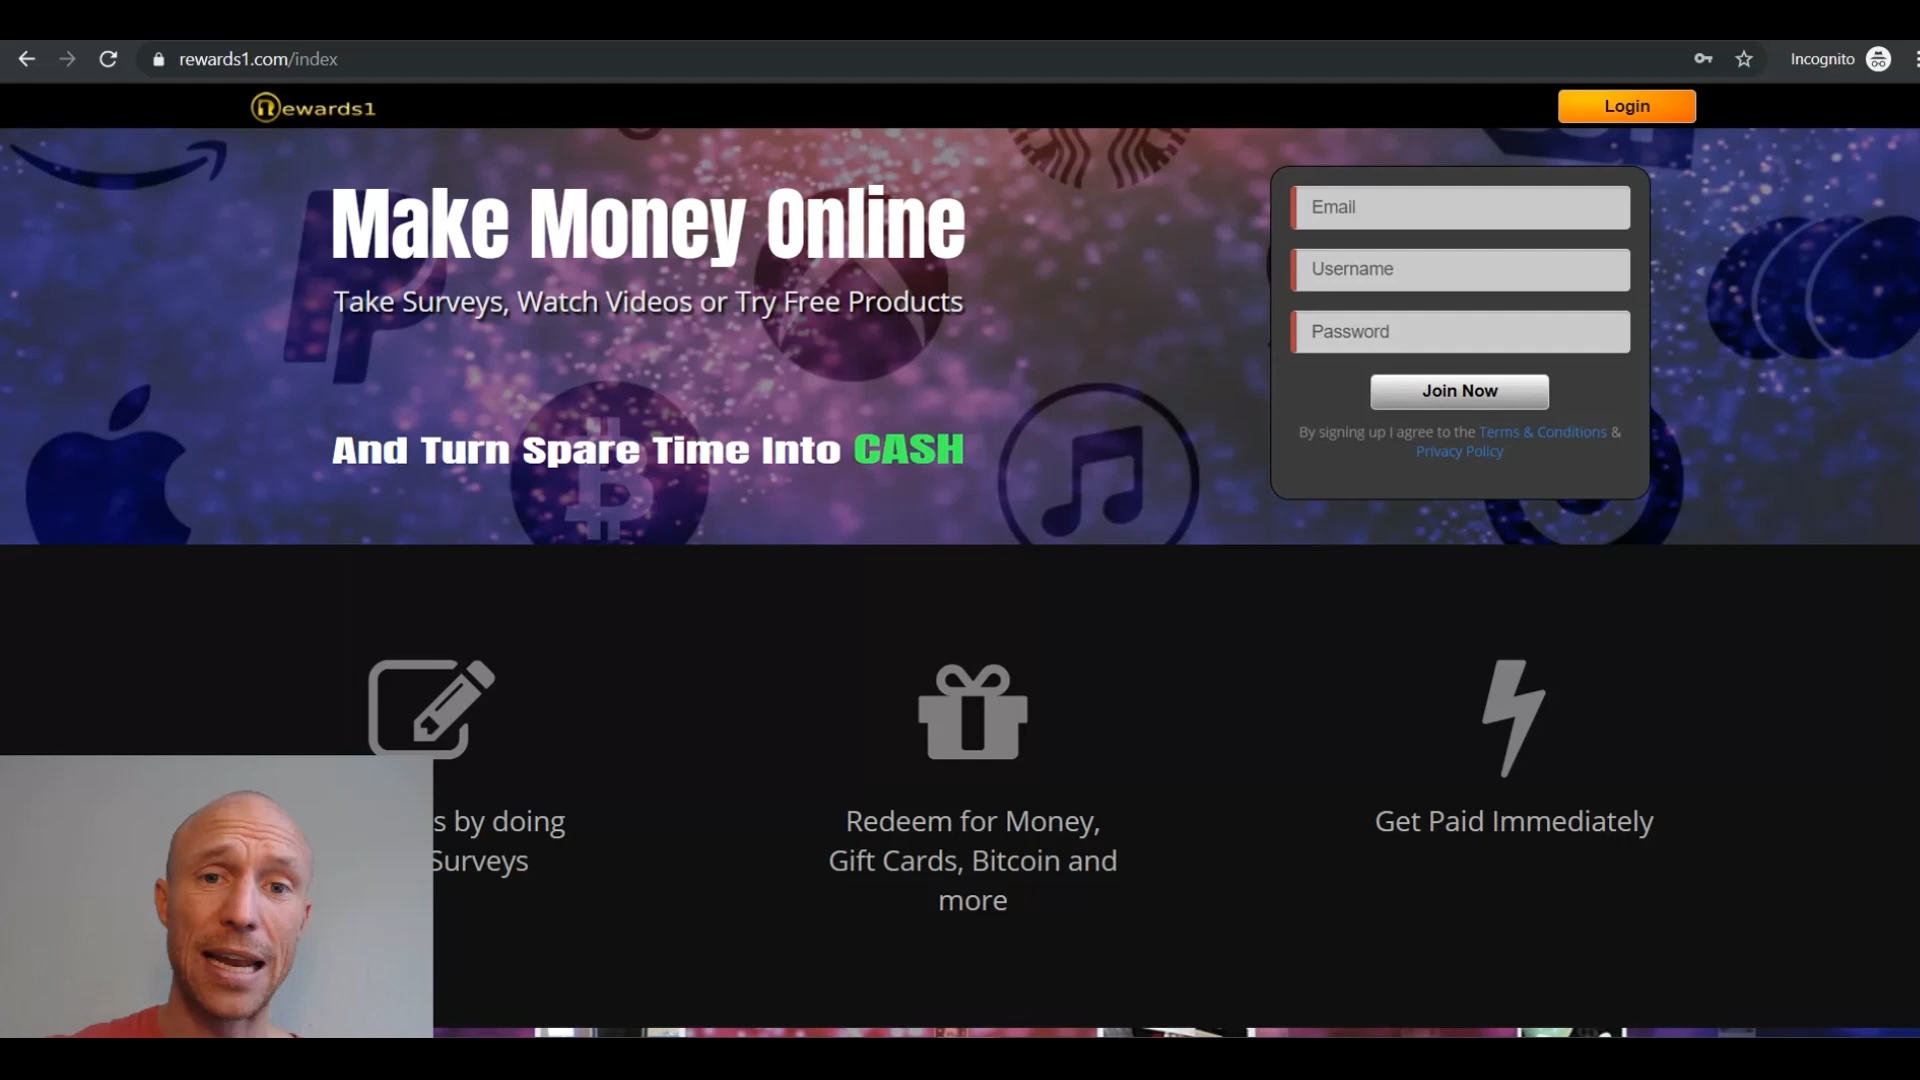 rewards1.com/index
Incognito
Rewards1
Login
Make Money Online
Take Surveys, Watch Videos or Try Free Products
And Turn Spare Time Into CASH
Email
Username
Password
Join Now
By signing up I agree to the Terms & Conditions &
Privacy Policy
s by doing
Surveys
Redeem for Money,
Gift Cards, Bitcoin and
more
Get Paid Immediately